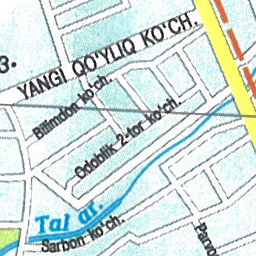 3.
YANGI QO'YLIQ KO'CH.
Bilimdon ko'ch.
Odoblik 2-tor ko'ch.
Tal ar.
Sarbon ko'ch.
Parvo